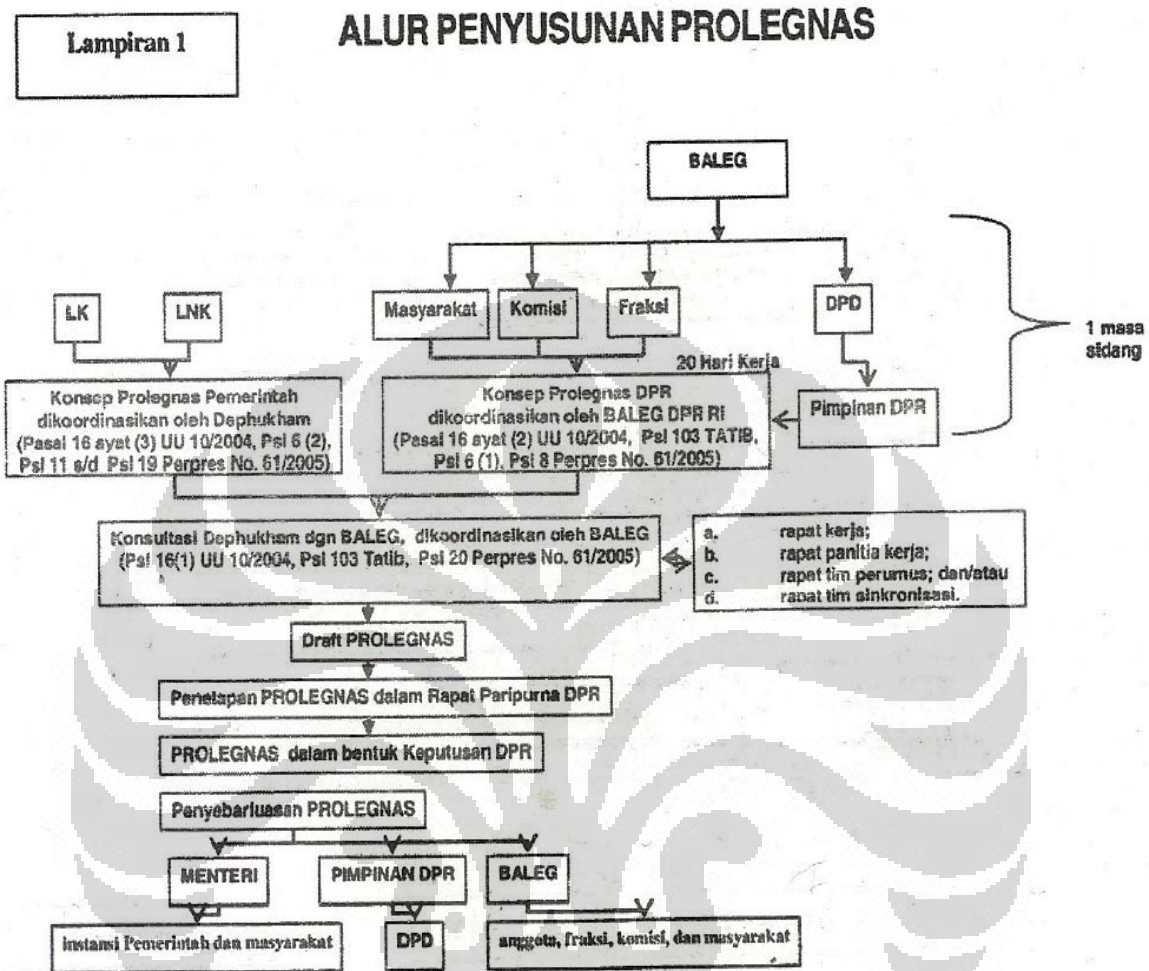 Lampiran 1
ALUR PENYUSUNAN PROLEGNAS
BALEG
LK
LNK
Masyarakat
Komisi
Fraksi
DPD
1 masa
sidang
20 Hari Kerja
Konsep Prolegnas Pemerintah
dikoordinasikan oleh Dephukham
(Pasal 16 ayat (3) UU 10/2004, Psl 6 (2),
Psl 11 s/d Psl 19 Perpres No. 61/2005)
Konsep Prolegnas DPR
dikoordinasikan oleh BALEG DPR RI
(Pasal 16 ayat (2) UU 10/2004, Psl 103 TATIB,
Psl 6 (1), Psl 8 Perpres No. 61/2005)
Pimpinan DPR
Konsultasi Dephukham dgn BALEG, dikoordinasikan oleh BALEG
(Psl 16(1) UU 10/2004, Psl 103 Tatib, Psl 20 Perpres No. 61/2005)
a. rapat kerja;
b. rapat panitia kerja;
c. rapat tim perumus; dan/atau
d. rapat tim sinkronisasi.
Draft PROLEGNAS
Penetapan PROLEGNAS dalam Rapat Paripurna DPR
PROLEGNAS dalam bentuk Keputusan DPR
Penyebarluasan PROLEGNAS
MENTERI
PIMPINAN DPR
BALEG
instansi Pemerintah dan masyarakat
DPD
anggota, fraksi, komisi, dan masyarakat